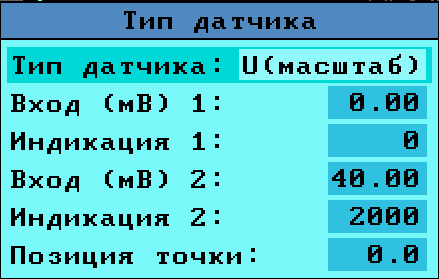 Тип датчика
Тип датчика: U(масштаб)
Вход (мВ) 1: 0.00
Индикация 1: 0
Вход (мВ) 2: 40.00
Индикация 2: 2000
Позиция точки: 0.0